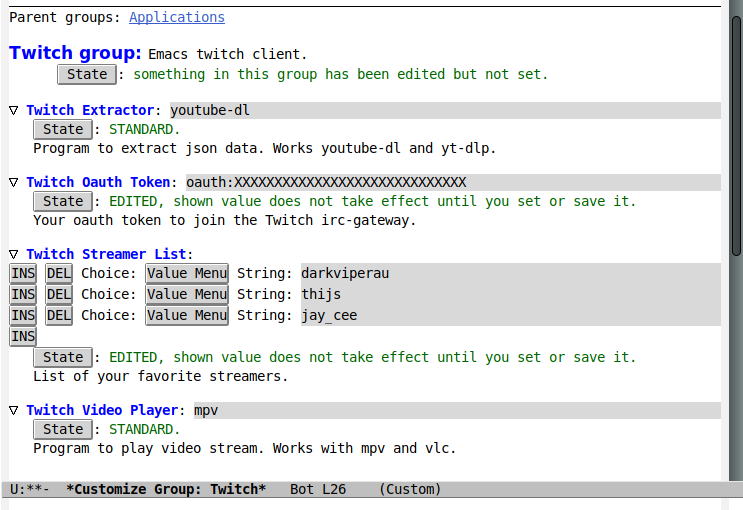 Parent groups: Applications
Twitch group: Emacs twitch client.
State : something in this group has been edited but not set.
▽ Twitch Extractor: youtube-dl
State : STANDARD.
Program to extract json data. Works youtube-dl and yt-dlp.
▽ Twitch Oauth Token: oauth:XXXXXXXXXXXXXXXXXXXXXXXXXXXXX
State : EDITED, shown value does not take effect until you set or save it.
Your oauth token to join the Twitch irc-gateway.
▽ Twitch Streamer List:
INS DEL Choice: Value Menu String: darkviperau
INS DEL Choice: Value Menu String: thijs
INS DEL Choice: Value Menu String: jay_cee
INS
State : EDITED, shown value does not take effect until you set or save it.
List of your favorite streamers.
▽ Twitch Video Player: mpv
State : STANDARD.
Program to play video stream. Works with mpv and vlc.
U:**- *Customize Group: Twitch* Bot L26 (Custom)